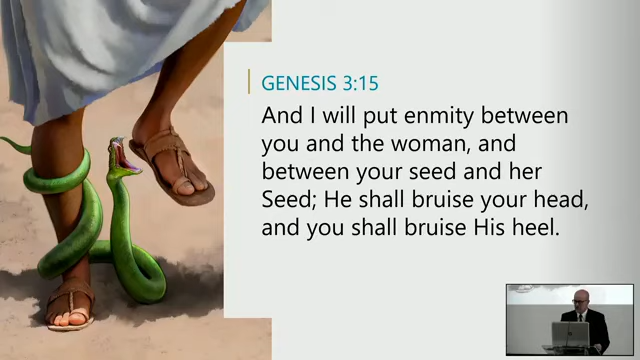 GENESIS 3:15
And I will put enmity between
you and the woman, and
between your seed and her
Seed; He shall bruise your head,
and you shall bruise His heel.